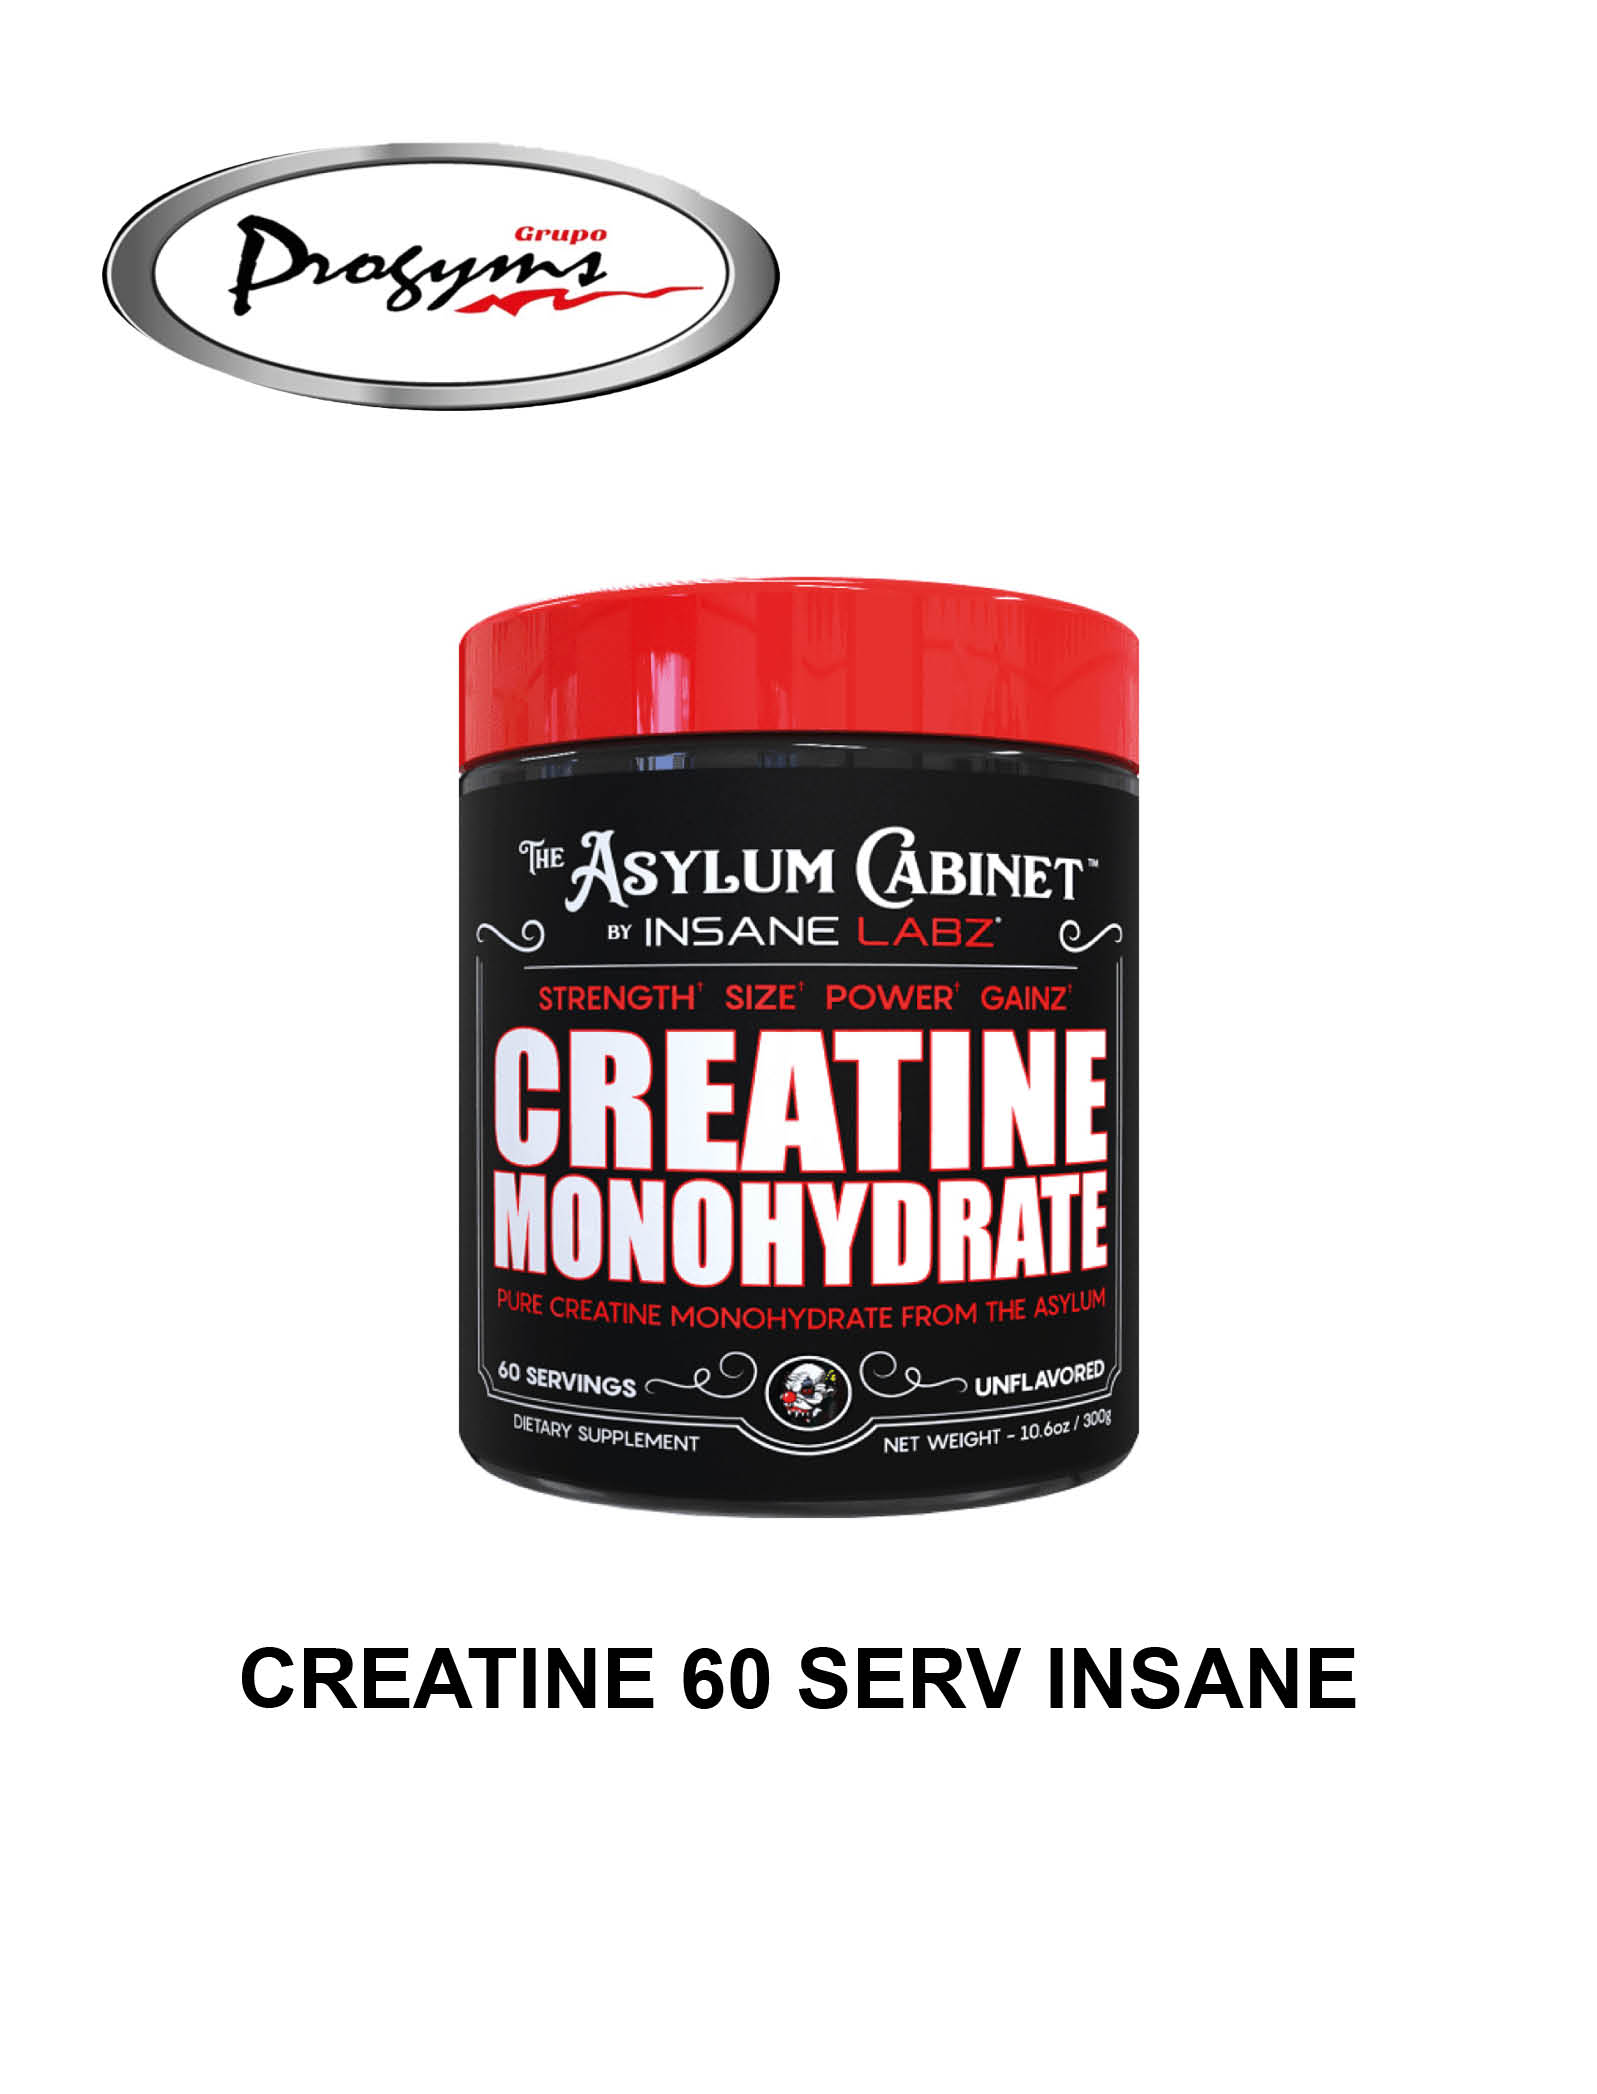 Grupo
Progyms
THE ASYLUM CABINET™
BY INSANE LABZ®
STRENGTH† SIZE† POWER† GAINZ†
CREATINE
MONOHYDRATE
PURE CREATINE MONOHYDRATE FROM THE ASYLUM
60 SERVINGS UNFLAVORED
DIETARY SUPPLEMENT NET WEIGHT - 10.6oz / 300g
CREATINE 60 SERV INSANE